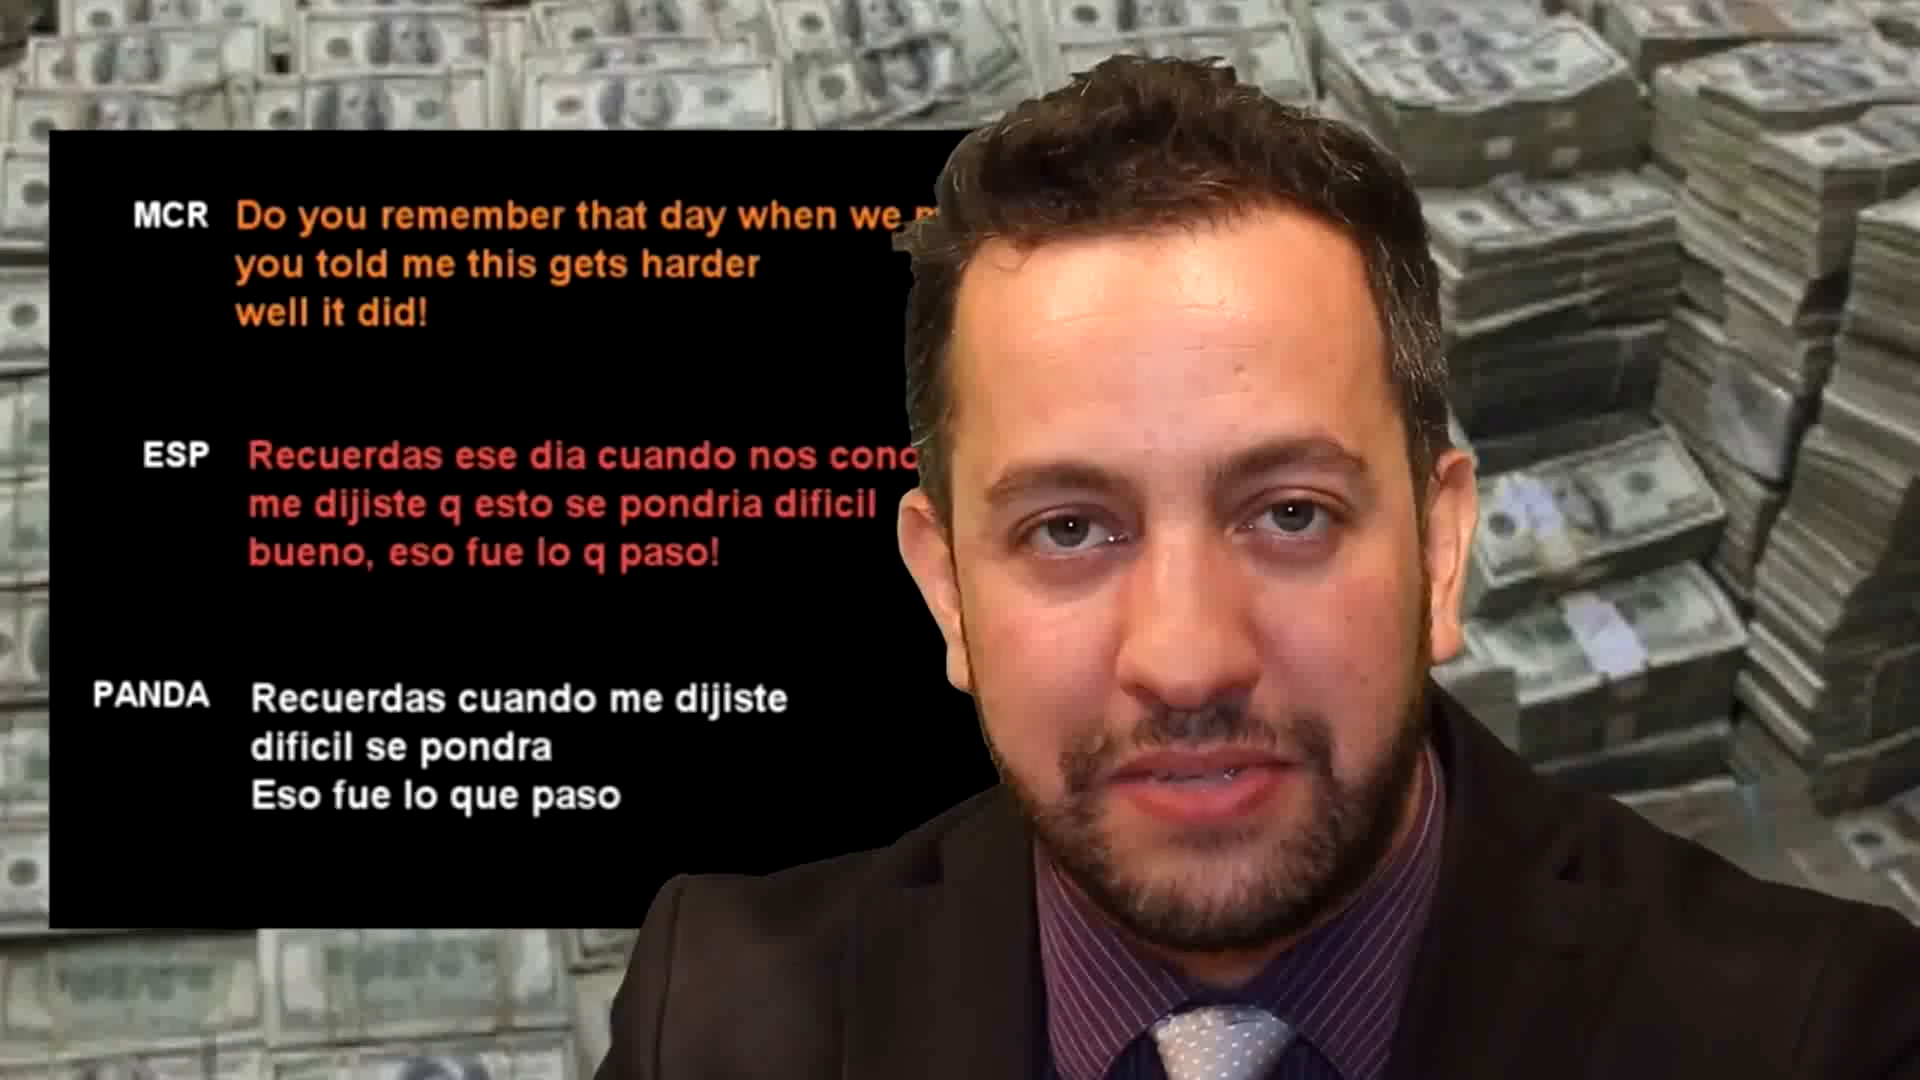 MCR Do you remember that day when we
you told me this gets harder
well it did!
ESP Recuerdas ese dia cuando nos
me dijiste q esto se pondria dificil
bueno, eso fue lo q paso!
PANDA Recuerdas cuando me dijiste
dificil se pondra
Eso fue lo que paso